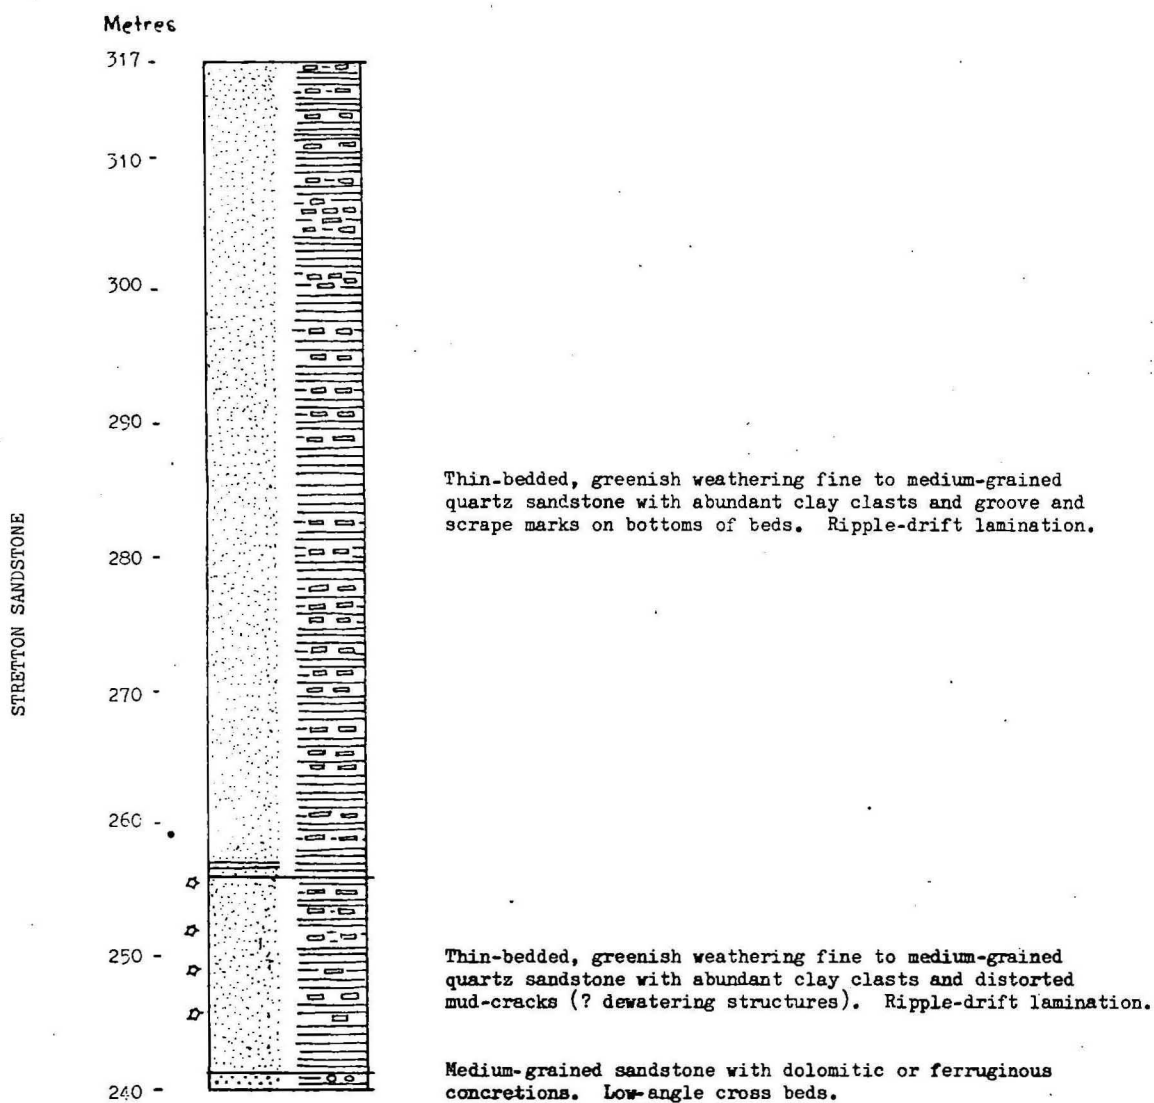 Metres
317 -
310 -
300 -
290 -
Thin-bedded, greenish weathering fine to medium-grained
quartz sandstone with abundant clay clasts and groove and
scrape marks on bottoms of beds. Ripple-drift lamination.
280 -
STRETTON SANDSTONE
270 -
260 -
250 -
Thin-bedded, greenish weathering fine to medium-grained
quartz sandstone with abundant clay clasts and distorted
mud-cracks (? dewatering structures). Ripple-drift lamination.
Medium-grained sandstone with dolomitic or ferruginous
concretions. Low-angle cross beds.
240 -